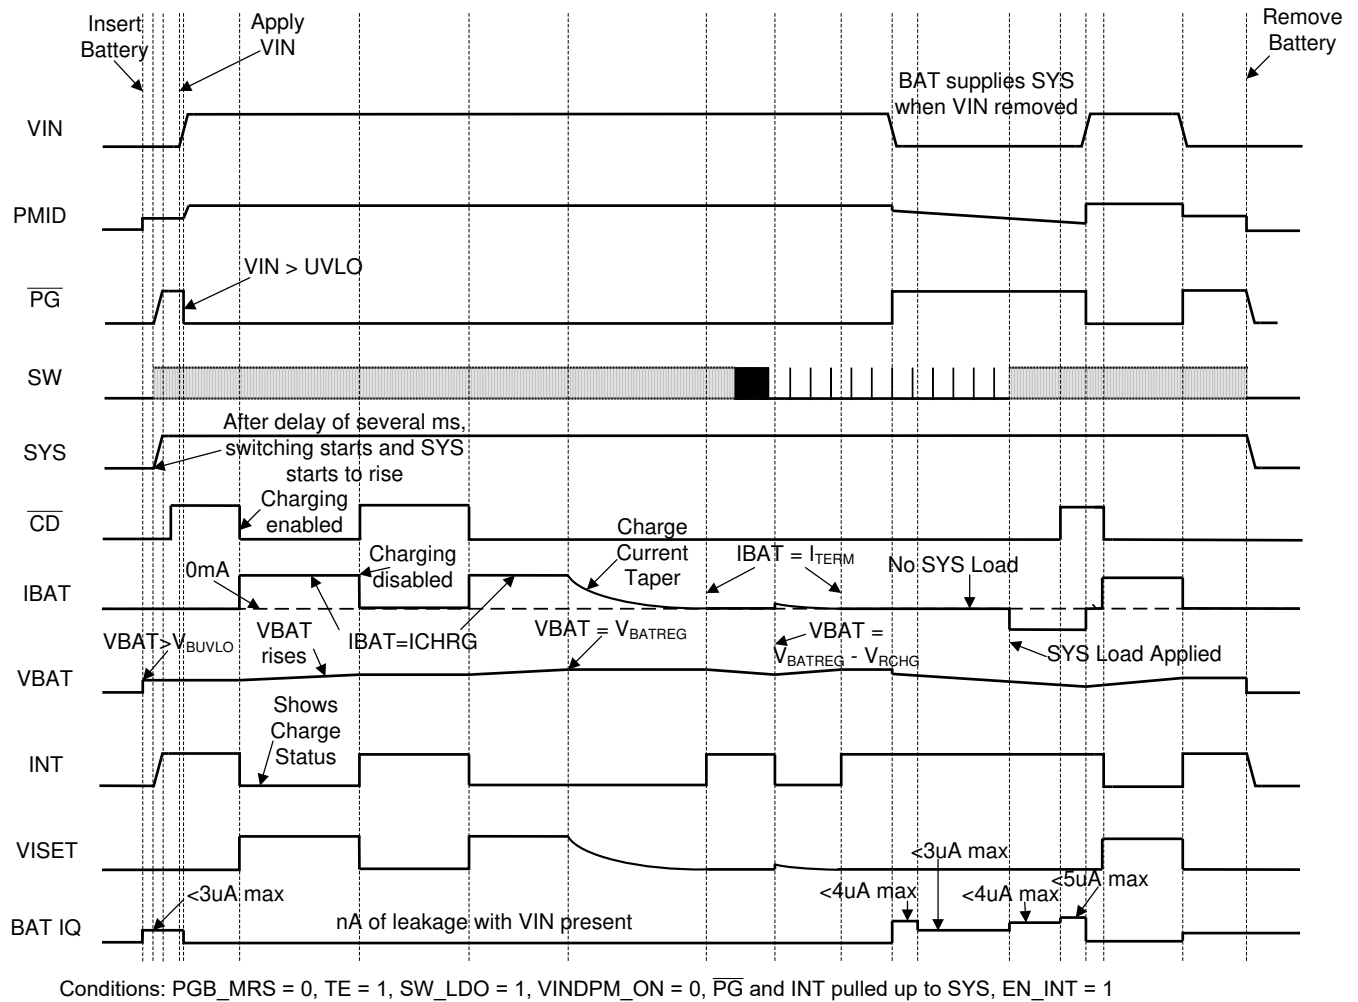 Insert
Battery
Apply
VIN
Remove
Battery
BAT supplies SYS
when VIN removed
VIN
PMID
VIN > UVLO
PG
SW
After delay of several ms,
switching starts and SYS
starts to rise
SYS
Charging
enabled
CD
Charge
Current
Taper
Charging
disabled
IBAT = ITERM
No SYS Load
0mA
IBAT
VBAT>VBUVLO
VBAT
rises
IBAT=ICHRG
VBAT = VBATREG
VBAT =
VBATREG - VRCHG
SYS Load Applied
VBAT
Shows
Charge
Status
INT
VISET
<3uA max
<3uA max
<4uA max
<4uA max
<5uA max
nA of leakage with VIN present
BAT IQ
Conditions: PGB_MRS = 0, TE = 1, SW_LDO = 1, VINDPM_ON = 0, PG and INT pulled up to SYS, EN_INT = 1